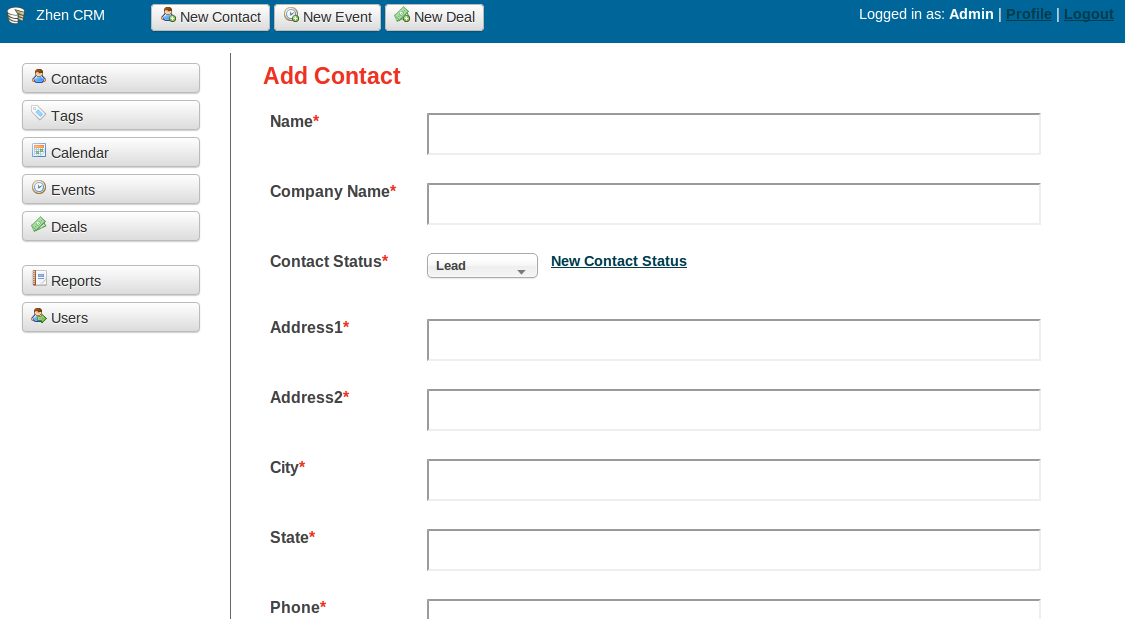 Zhen CRM New Contact New Event New Deal Logged in as: Admin | Profile | Logout
Contacts
Tags
Calendar
Events
Deals
Reports
Users
Add Contact
Name*
Company Name*
Contact Status* Lead New Contact Status
Address1*
Address2*
City*
State*
Phone*